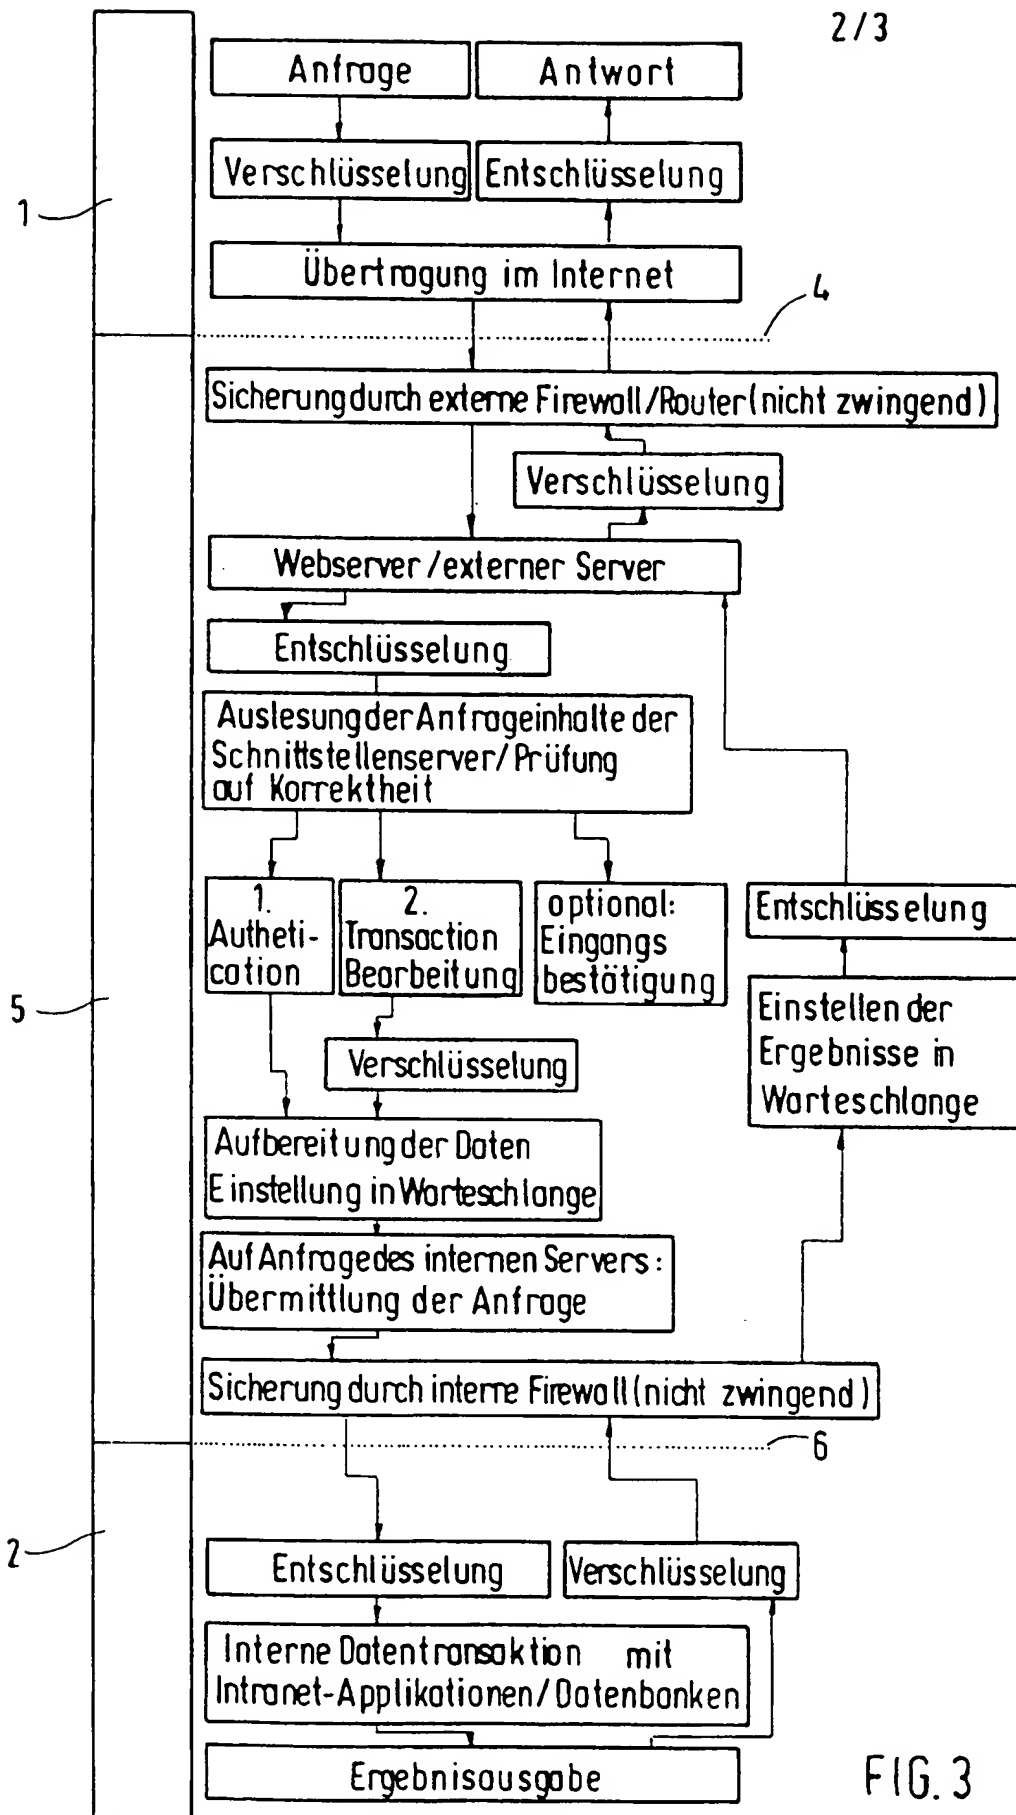 2/3
Anfrage
Antwort
Verschlüsselung
Entschlüsselung
1
Übertragung im Internet
4
Sicherung durch externe Firewall/Router (nicht zwingend)
Verschlüsselung
Webserver/externer Server
Entschlüsselung
Auslesung der Anfrageinhalte der
Schnittstellenserver/Prüfung
auf Korrektheit
1.
Autheti-
cation
2.
Transaction
Bearbeitung
optional:
Eingangs
bestätigung
Entschlüsselung
5
Einstellen der
Ergebnisse in
Warteschlange
Verschlüsselung
Aufbereitung der Daten
Einstellung in Warteschlange
Auf Anfrage des internen Servers:
Übermittlung der Anfrage
Sicherung durch interne Firewall (nicht zwingend)
6
2
Entschlüsselung
Verschlüsselung
Interne Datentransaktion mit
Intranet-Applikationen/Datenbanken
Ergebnisausgabe
FIG. 3